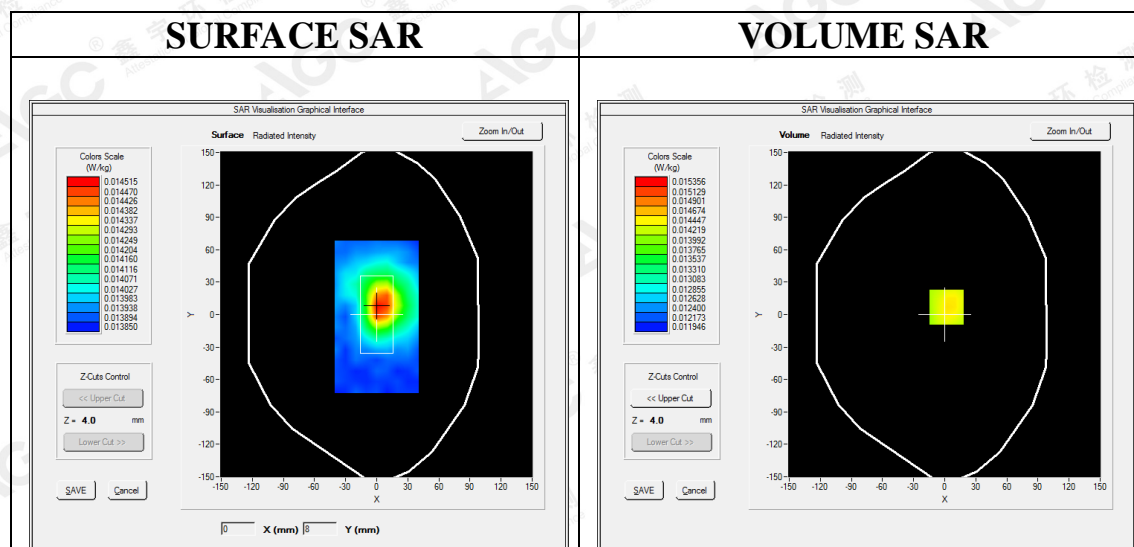 SURFACE SAR
VOLUME SAR
SAR Visualisation Graphical Interface
Surface Radiated Intensity
Zoom In/Out
Colors Scale
(W/kg)
0.014515
0.014470
0.014426
0.014382
0.014337
0.014293
0.014249
0.014204
0.014160
0.014116
0.014071
0.014027
0.013983
0.013938
0.013894
0.013850
Z-Cuts Control
<< Upper Cut
Z = 4.0 mm
Lower Cut >>
SAVE Cancel
150
120
90
60
30
0
-30
-60
-90
-120
-150
Y
-150 -120 -90 -60 -30 0 30 60 90 120 150
X
0 X (mm) 8 Y (mm)
SAR Visualisation Graphical Interface
Volume Radiated Intensity
Zoom In/Out
Colors Scale
(W/kg)
0.015356
0.015129
0.014901
0.014674
0.014447
0.014219
0.013992
0.013765
0.013537
0.013310
0.013083
0.012855
0.012628
0.012400
0.012173
0.011946
Z-Cuts Control
<< Upper Cut
Z = 4.0 mm
Lower Cut >>
SAVE Cancel
150
120
90
60
30
0
-30
-60
-90
-120
-150
Y
-150 -120 -90 -60 -30 0 30 60 90 120 150
X